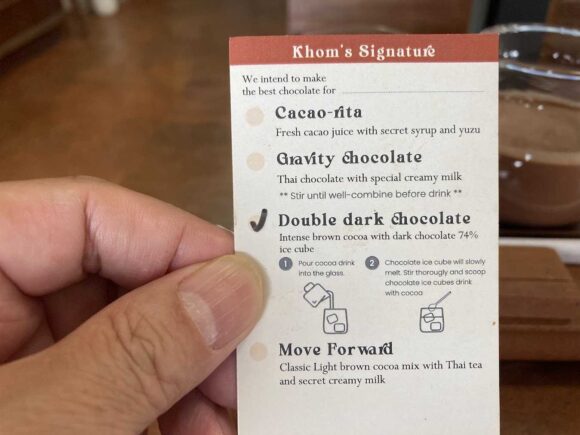 Khom's Signature
We intend to make
the best chocolate for
Cacao-rita
Fresh cacao juice with secret syrup and yuzu
Gravity chocolate
Thai chocolate with special creamy milk
** Stir until well-combine before drink **
Double dark chocolate
Intense brown cocoa with dark chocolate 74%
ice cube
1 Pour cocoa drink
into the glass.
2 Chocolate ice cube will slowly
melt. Stir thorougly and scoop
chocolate ice cubes drink
with cocoa
Move Forward
Classic Light brown cocoa mix with Thai tea
and secret creamy milk